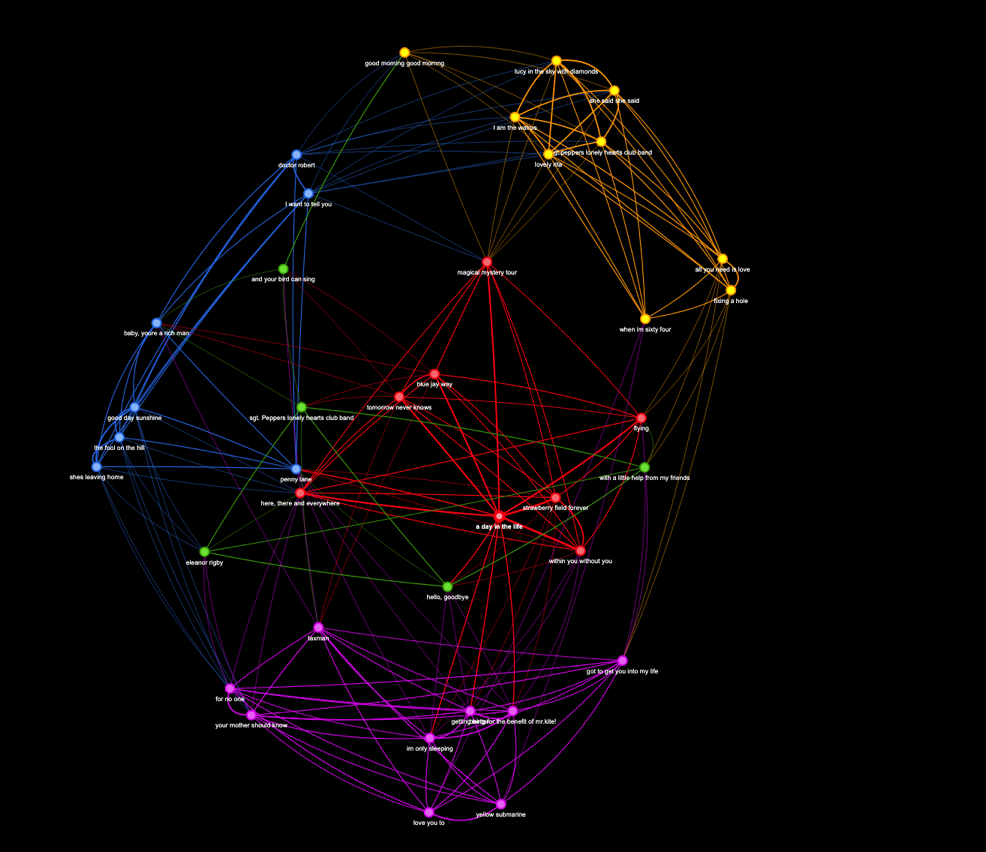 good morning good mornng
lucy in the sky with diamonds
she said she said
I am the walrus
peppers lonely hearts club band
lovely rita
doctor robert
I want to tell you
and your bird can sing
magical mystery tour
all you need is love
fixing a hole
when im sixty four
baby, youre a rich man
blue jay way
tomorrow never knows
good day sunshine
sgt. Peppers lonely hearts club band
flying
the fool on the hill
shes leaving home
penny lane
with a little help from my friends
here, there and everywhere
strawberry field forever
a day in the life
within you without you
eleanor rigby
hello, goodbye
taxman
got to get you into my life
for no one
your mother should know
getting
for the benefit of mr.kite!
im only sleeping
love you to
yellow submarine